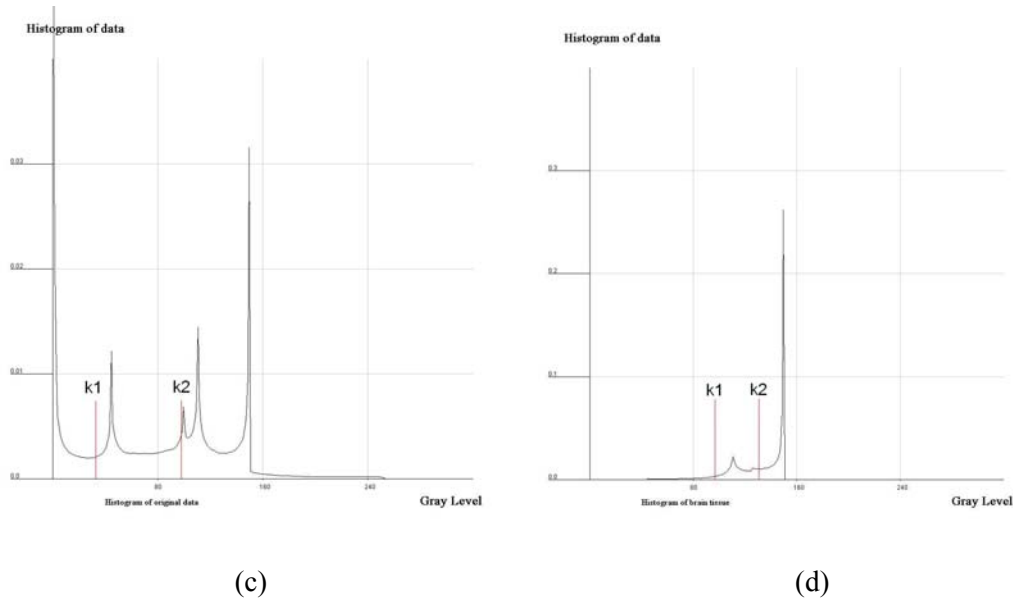 Histogram of data
0.03
0.02
0.01
0.0
k1
k2
80
160
240
Histogram of original data
Gray Level
(c)
Histogram of data
0.3
0.2
0.1
0.0
k1
k2
80
160
240
Histogram of brain tissue
Gray Level
(d)